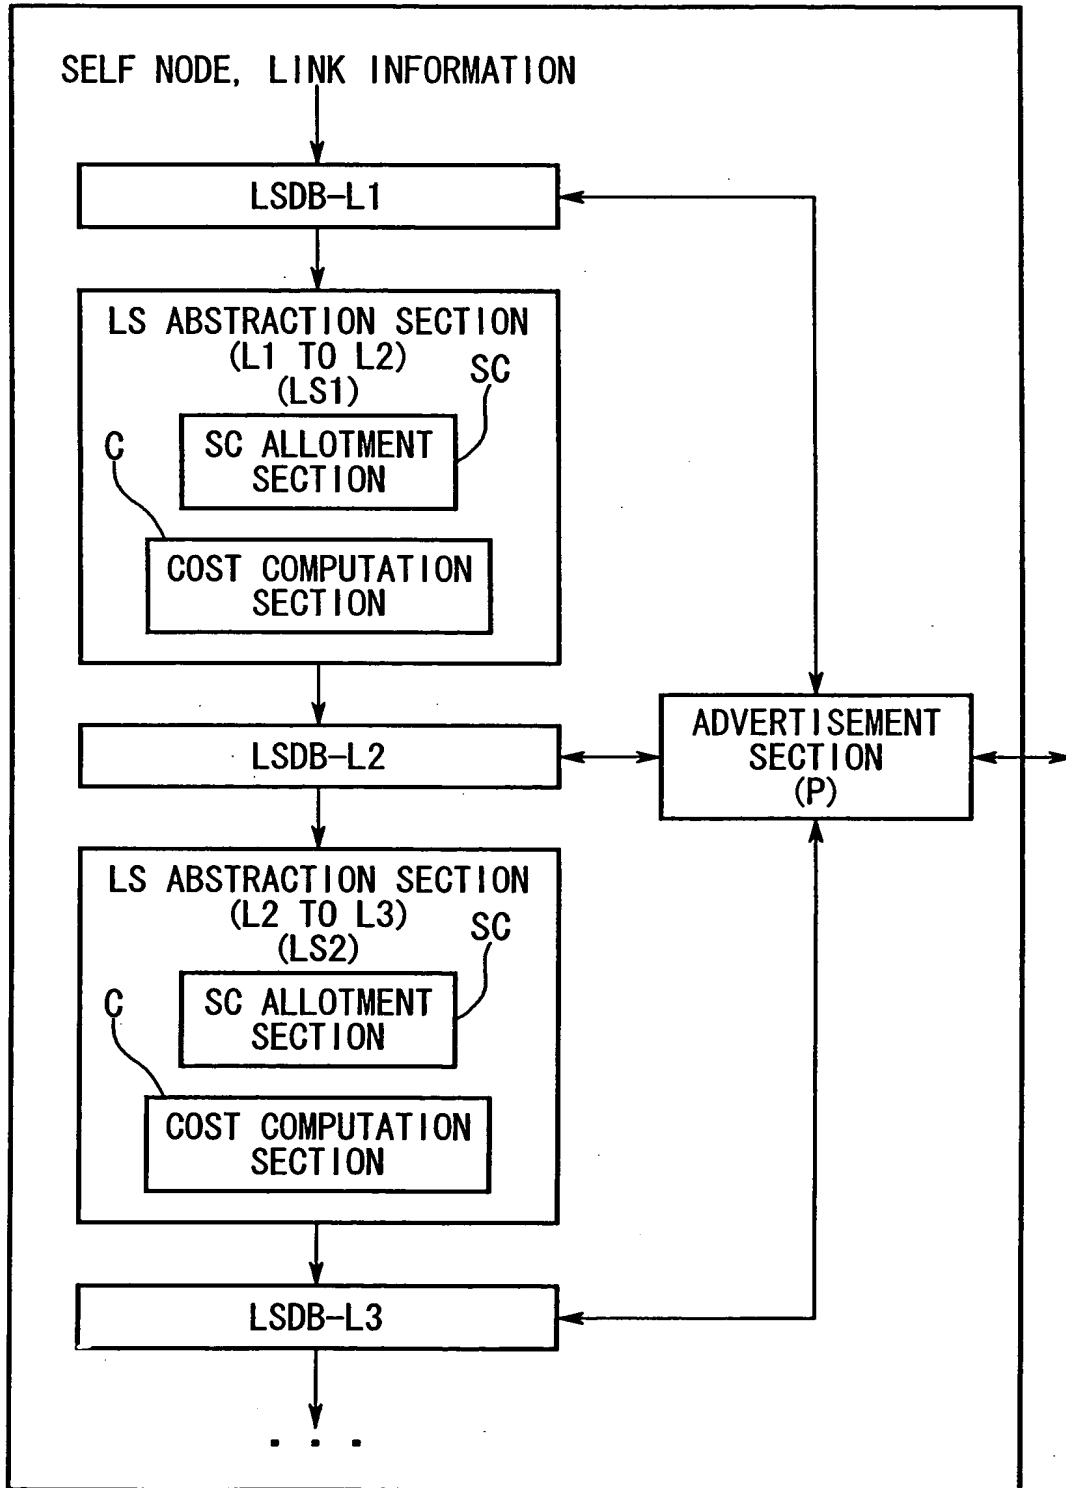 SELF NODE, LINK INFORMATION
LSDB-L1
LS ABSTRACTION SECTION
(L1 TO L2)
(LS1)
SC
SC ALLOTMENT
SECTION
C
COST COMPUTATION
SECTION
LSDB-L2
ADVERTISEMENT
SECTION
(P)
LS ABSTRACTION SECTION
(L2 TO L3)
(LS2)
SC
SC ALLOTMENT
SECTION
C
COST COMPUTATION
SECTION
LSDB-L3
. . .